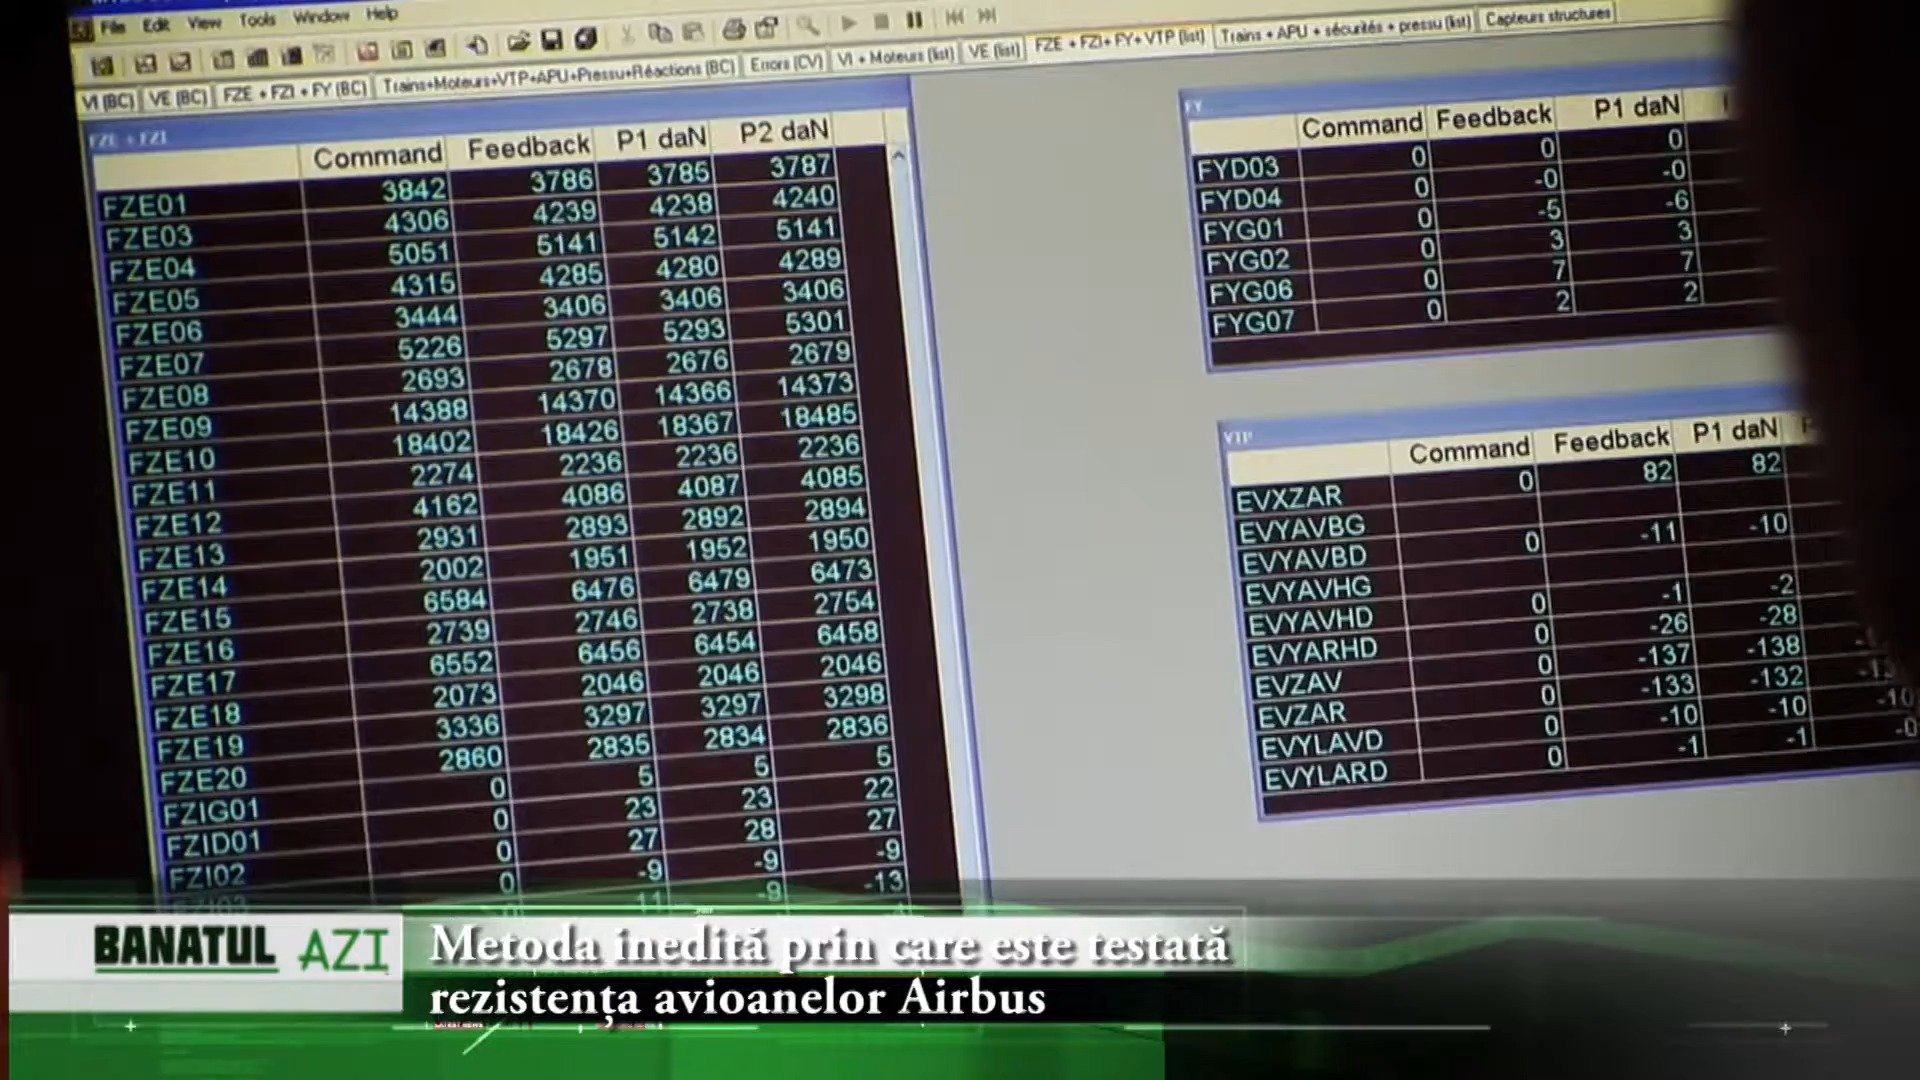 File Edit View Tools Window Help
VI (BC) VE (BC) FZE + FZI + FY (BC) Trains+Moteurs+VTP+APU+Pressu+Réactions (BC) Errors (CV) VI + Moteurs (list) VE (list) FZE + FZI+ FY+ VTP (list) Trains + APU + sécurités + pressu (list) Capteurs structures
FZE + FZI
Command Feedback P1 daN P2 daN
FZE01 3842 3786 3785 3787
FZE03 4306 4239 4238 4240
FZE04 5051 5141 5142 5141
FZE05 4315 4285 4280 4289
FZE06 3444 3406 3406 3406
FZE07 5226 5297 5293 5301
FZE08 2693 2678 2676 2679
FZE09 14388 14370 14366 14373
FZE10 18402 18426 18367 18485
FZE11 2274 2236 2236 2236
FZE12 4162 4086 4087 4085
FZE13 2931 2893 2892 2894
FZE14 2002 1951 1952 1950
FZE15 6584 6476 6479 6473
FZE16 2739 2746 2738 2754
FZE17 6552 6456 6454 6458
FZE18 2073 2046 2046 2046
FZE19 3336 3297 3297 3298
FZE20 2860 2835 2834 2836
FZIG01 0 5 5 5
FZID01 0 23 23 22
FZI02 0 27 28 27
0 -9 -9 -9
-9 -13
FY
Command Feedback P1 daN
FYD03 0 0 0
FYD04 0 -0 -0
FYG01 0 -5 -6
FYG02 0 3 3
FYG06 0 7 7
FYG07 0 2 2
VTP
Command Feedback P1 daN
EVXZAR 0 82 82
EVYAVBG
EVYAVBD 0 -11 -10
EVYAVHG
EVYAVHD 0 -1 -2
EVYARHD 0 -26 -28
EVZAV 0 -137 -138
EVZAR 0 -133 -132
EVYLAVD 0 -10 -10 -10
EVYLARD 0 -1 -1 -0
BANATUL AZI
Metoda inedită prin care este testată
rezistența avioanelor Airbus